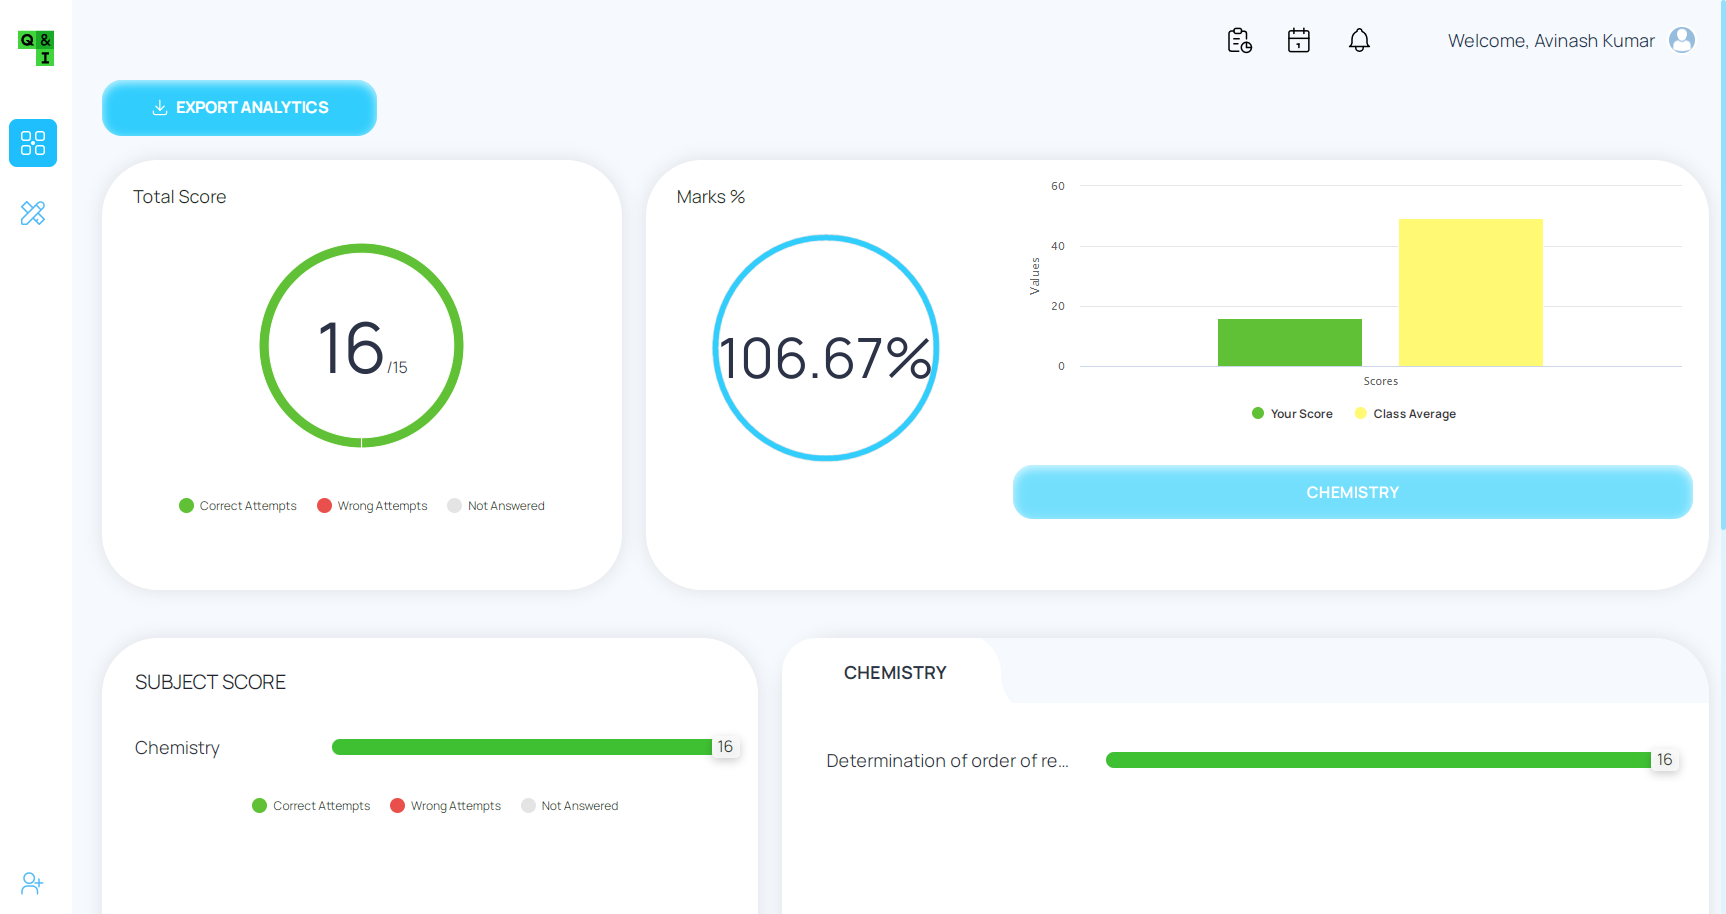 Q &
I
Welcome, Avinash Kumar
EXPORT ANALYTICS
Total Score
16 /15
Correct Attempts Wrong Attempts Not Answered
Marks %
106.67%
60
40
20
0
Values
Scores
Your Score Class Average
CHEMISTRY
SUBJECT SCORE
Chemistry 16
Correct Attempts Wrong Attempts Not Answered
CHEMISTRY
Determination of order of re... 16